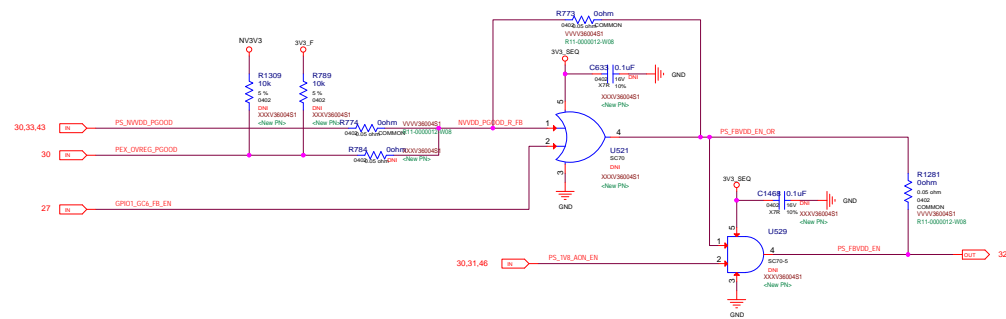 R773 0ohm
0402 0.05 ohm COMMON
VVVV36004S1
R11-0000012-W08
NV3V3
3V3_F
3V3_SEQ
C633 0.1uF
0402 16V DNI
X7R 10%
XXXV36004S1
<New PN>
GND
R1309
10k
5 %
0402
DNI
XXXV36004S1
<New PN>
R789
10k
5 %
0402
DNI
XXXV36004S1
<New PN>
30,33,43 IN PS_NVVDD_PGOOD
R774 0ohm VVVV36004S1
0402 0.05 ohm COMMON R11-0000012-W08
NVVDD_PGOOD_R_FB
1
2
3
4
5
U521
SC70
DNI
XXXV36004S1
<New PN>
GND
PS_FBVDD_EN_OR
30 IN PEX_OVREG_PGOOD
R784 0ohm XXXV36004S1
0402 0.05 ohm DNI <New PN>
27 IN GPIO1_GC6_FB_EN
R1281
0ohm
0.05 ohm
0402
COMMON
VVVV36004S1
R11-0000012-W08
3V3_SEQ
C1468 0.1uF
0402 16V DNI
X7R 10%
XXXV36004S1
<New PN>
GND
U529
1
2
3
4
5
SC70-5
DNI
XXXV36004S1
<New PN>
GND
30,31,46 IN PS_1V8_AON_EN
PS_FBVDD_EN
OUT 32